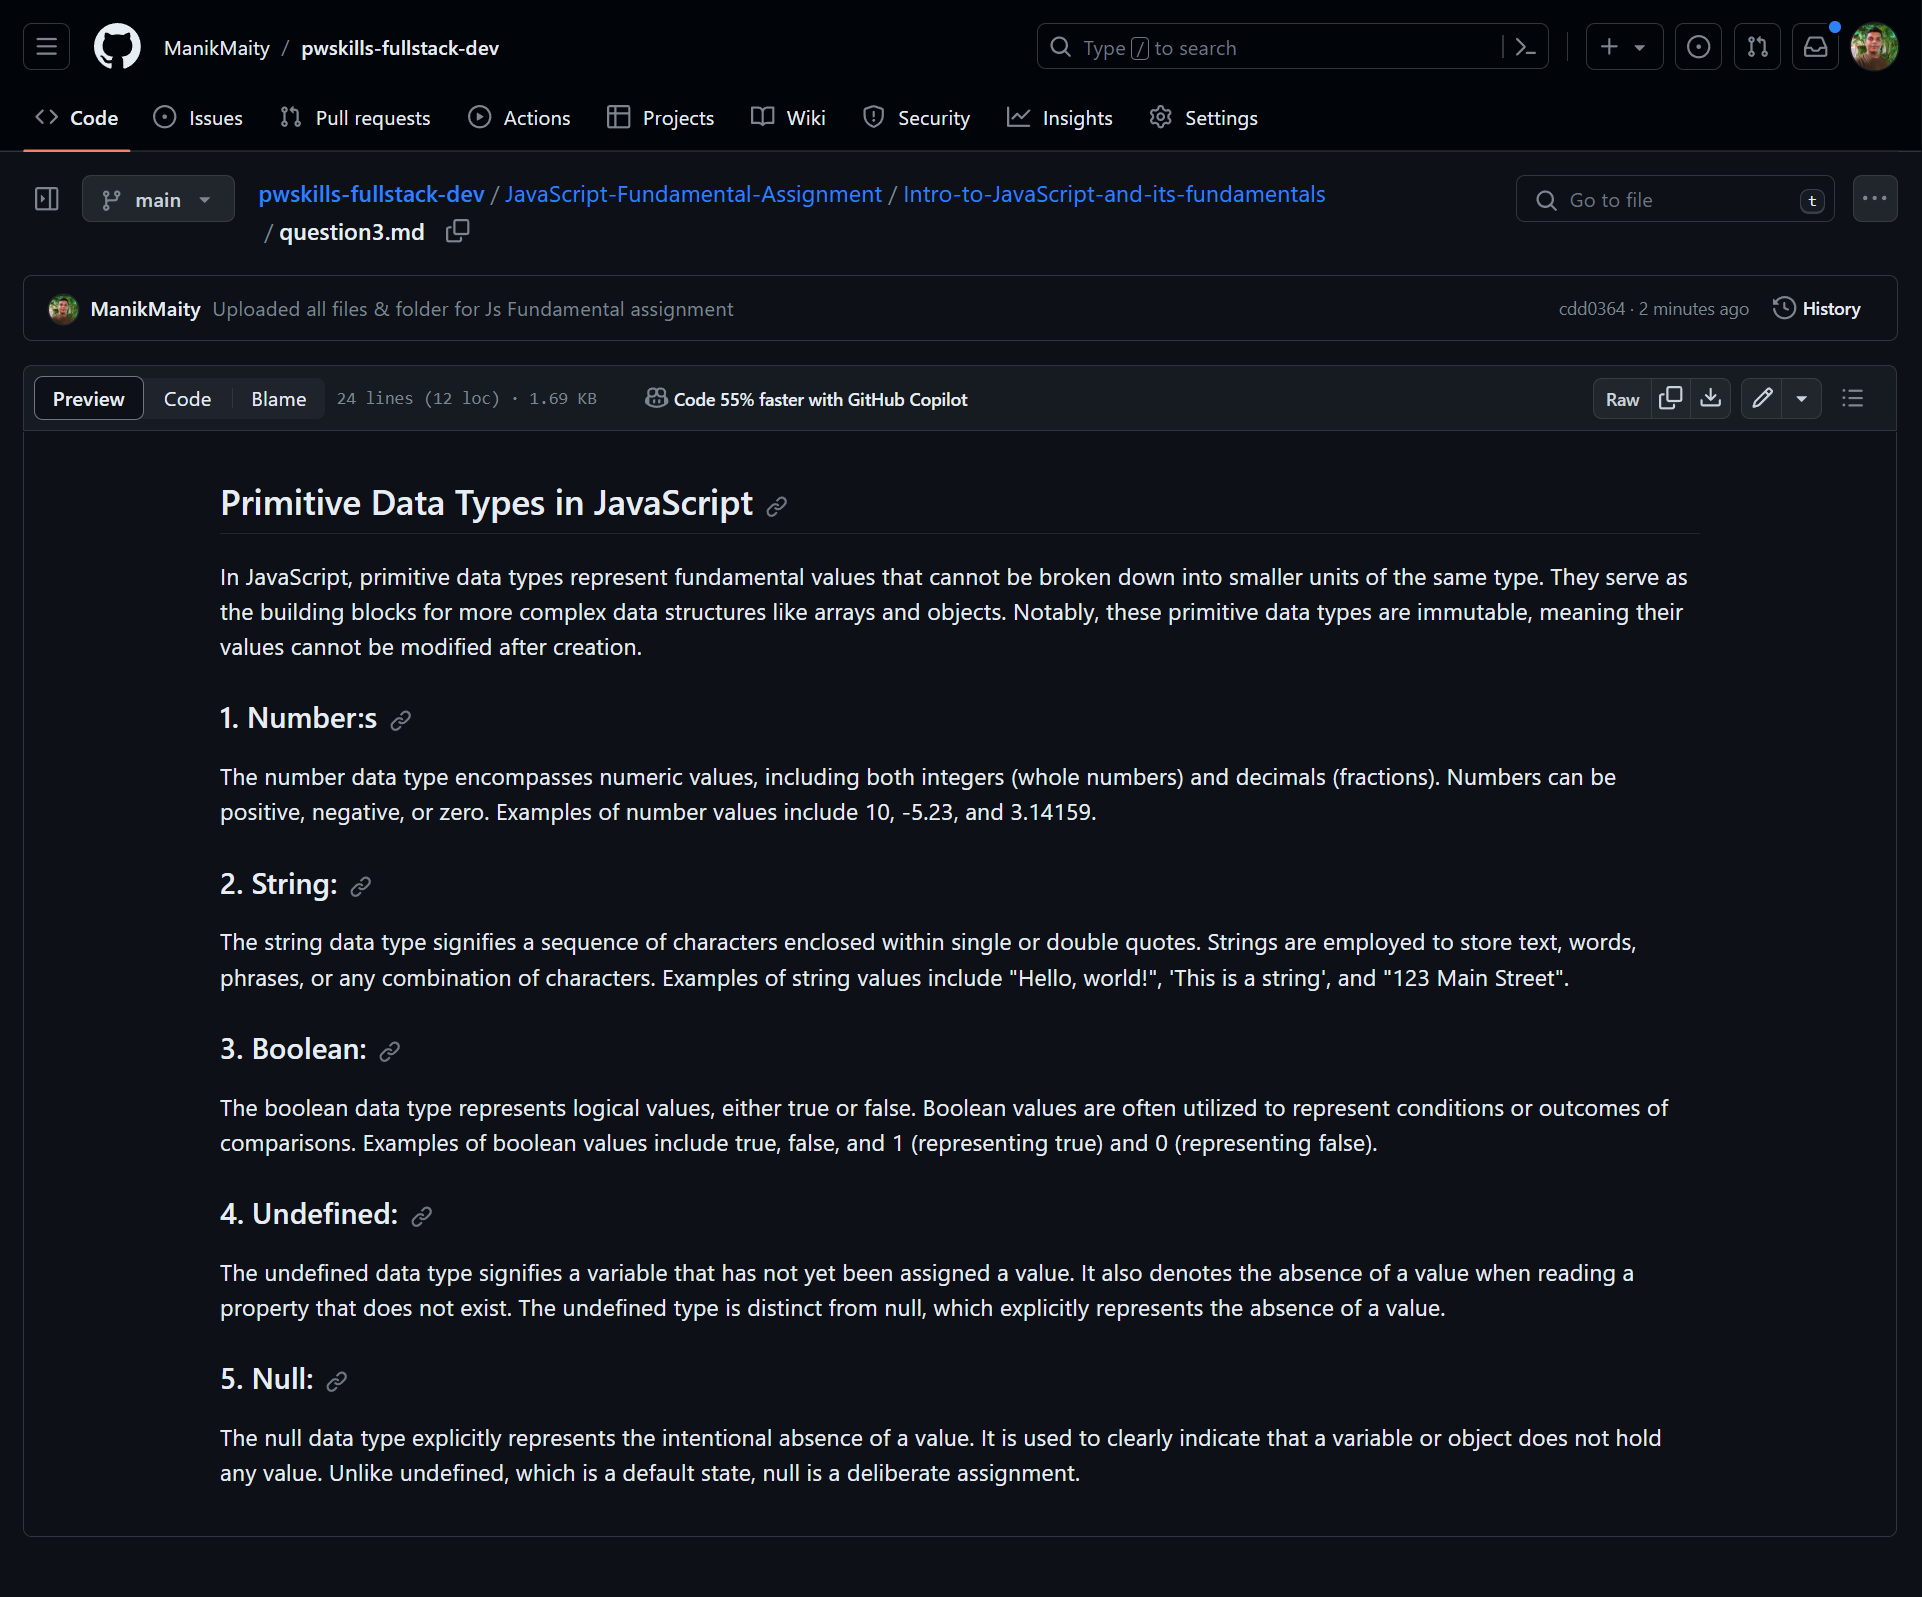 ManikMaity / pwskills-fullstack-dev
Type / to search
Code
Issues
Pull requests
Actions
Projects
Wiki
Security
Insights
Settings
main
pwskills-fullstack-dev / JavaScript-Fundamental-Assignment / Intro-to-JavaScript-and-its-fundamentals
/ question3.md
Go to file
t
ManikMaity Uploaded all files & folder for Js Fundamental assignment
cdd0364 · 2 minutes ago
History
Preview
Code
Blame
24 lines (12 loc) · 1.69 KB
Code 55% faster with GitHub Copilot
Raw
Primitive Data Types in JavaScript
In JavaScript, primitive data types represent fundamental values that cannot be broken down into smaller units of the same type. They serve as
the building blocks for more complex data structures like arrays and objects. Notably, these primitive data types are immutable, meaning their
values cannot be modified after creation.
1. Number:s
The number data type encompasses numeric values, including both integers (whole numbers) and decimals (fractions). Numbers can be
positive, negative, or zero. Examples of number values include 10, -5.23, and 3.14159.
2. String:
The string data type signifies a sequence of characters enclosed within single or double quotes. Strings are employed to store text, words,
phrases, or any combination of characters. Examples of string values include "Hello, world!", 'This is a string', and "123 Main Street".
3. Boolean:
The boolean data type represents logical values, either true or false. Boolean values are often utilized to represent conditions or outcomes of
comparisons. Examples of boolean values include true, false, and 1 (representing true) and 0 (representing false).
4. Undefined:
The undefined data type signifies a variable that has not yet been assigned a value. It also denotes the absence of a value when reading a
property that does not exist. The undefined type is distinct from null, which explicitly represents the absence of a value.
5. Null:
The null data type explicitly represents the intentional absence of a value. It is used to clearly indicate that a variable or object does not hold
any value. Unlike undefined, which is a default state, null is a deliberate assignment.